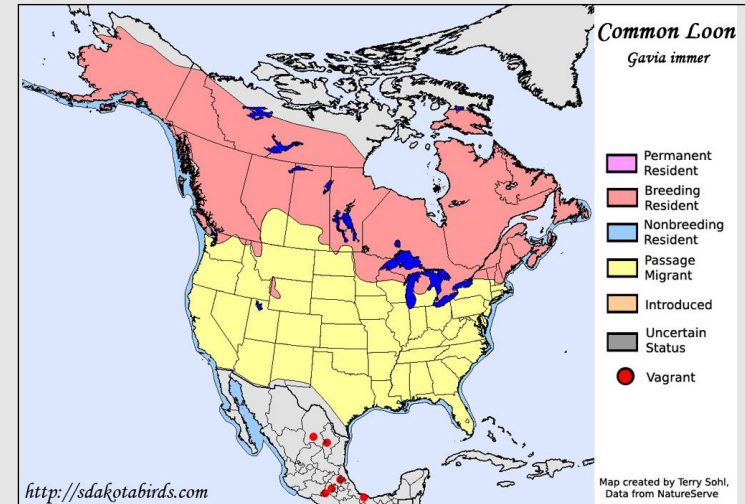 Common Loon
Gavia immer
Permanent
Resident
Breeding
Resident
Nonbreeding
Resident
Passage
Migrant
Introduced
Uncertain
Status
Vagrant
http://sdakotabirds.com
Map created by Terry Sohl,
Data from NatureServe